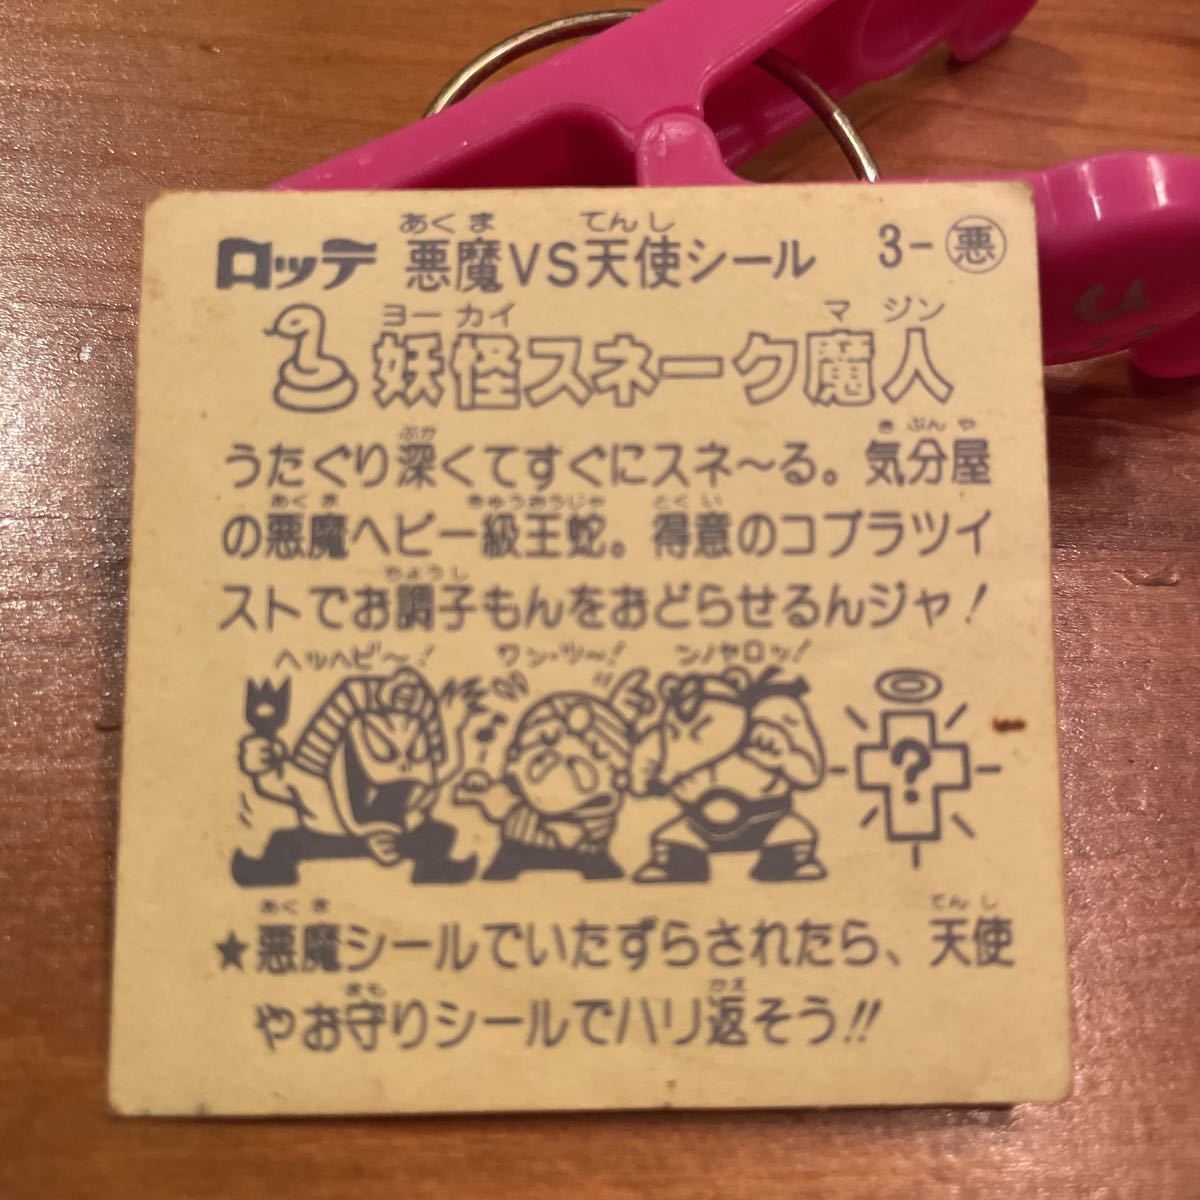 ロッテ 悪魔VS天使シール 3-悪
あくま てんし
妖怪スネーク魔人
ヨーカイ マジン
うたぐり深くてすぐにスネ〜る。気分屋
ぶか きぶんや
の悪魔ヘビー級王蛇。得意のコブラツイ
あくま きゅうおうじゃ とくい
ストでお調子もんをおどらせるんジャ!
ちょうし
ヘッヘビ〜! ワン・ツ〜! ンノヤロッ!
?
★悪魔シールでいたずらされたら、天使
あくま てんし
やお守りシールでハリ返そう!!
まも かえ